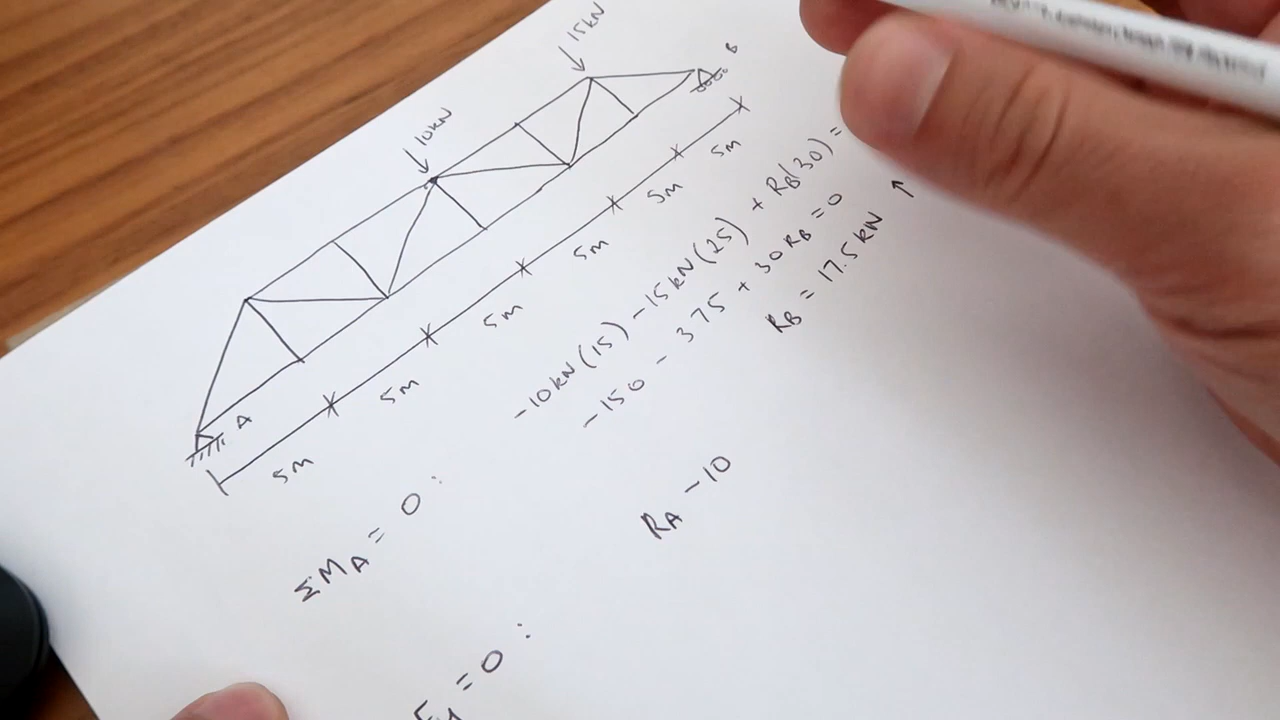 15kN
10kN
B
A
5m
5m
5m
5m
5m
5m
ΣMA = 0 :
-10kN(15) -15kN(25) + RB(30) =
-150 - 375 + 30RB = 0
RB = 17.5kN ↑
= 0 :
RA -10